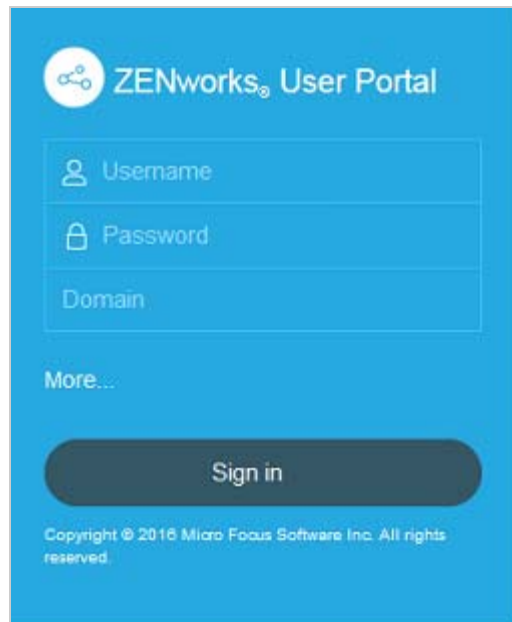 ZENworks® User Portal
Username
Password
Domain
More...
Sign in
Copyright © 2016 Micro Focus Software Inc. All rights
reserved.